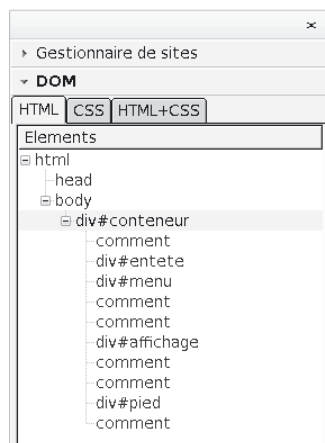 ×
Gestionnaire de sites
DOM
HTML CSS HTML+CSS
Elements
html
head
body
div#conteneur
comment
div#entete
div#menu
comment
comment
div#affichage
comment
comment
div#pied
comment